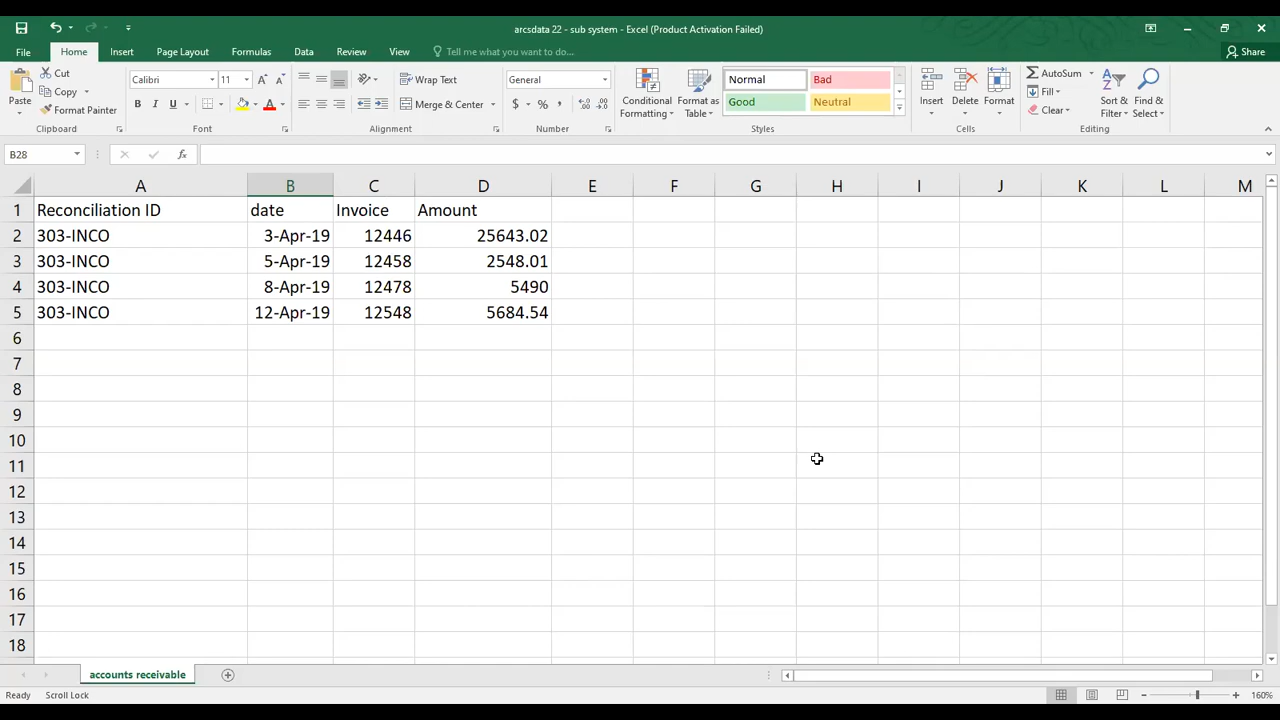 arcsdata 22 - sub system - Excel (Product Activation Failed)
File Home Insert Page Layout Formulas Data Review View Tell me what you want to do... Share
Paste Cut Copy Format Painter Clipboard
Calibri 11 B I U A A A Font
Wrap Text Merge & Center Alignment
General $ % , Number
Conditional Formatting Format as Table Normal Bad Good Neutral Styles
Insert Delete Format Cells
AutoSum Fill Clear Sort & Filter Find & Select Editing
B28 fx
A B C D E F G H I J K L M
1 Reconciliation ID date Invoice Amount
2 303-INCO 3-Apr-19 12446 25643.02
3 303-INCO 5-Apr-19 12458 2548.01
4 303-INCO 8-Apr-19 12478 5490
5 303-INCO 12-Apr-19 12548 5684.54
6
7
8
9
10
11
12
13
14
15
16
17
18
accounts receivable
Ready Scroll Lock 160%